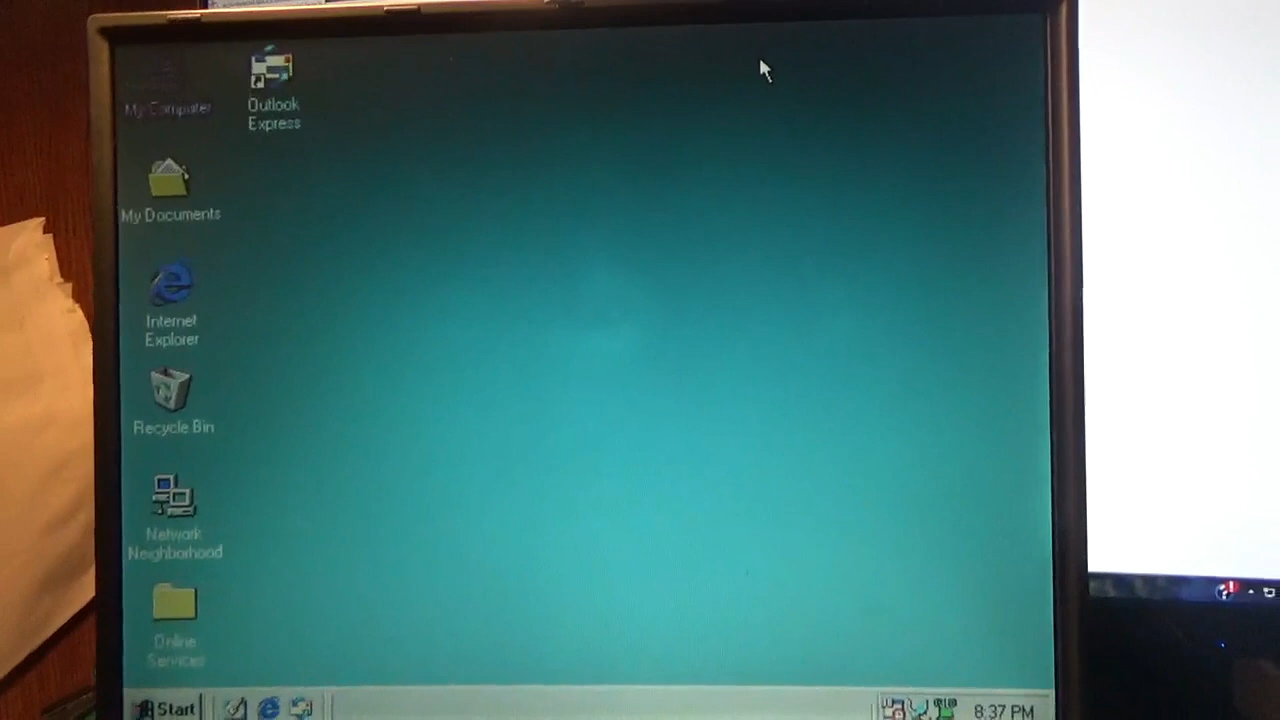 My Computer
Outlook
Express
My Documents
Internet
Explorer
Recycle Bin
Network
Neighborhood
Online
Services
Start
8:37 PM